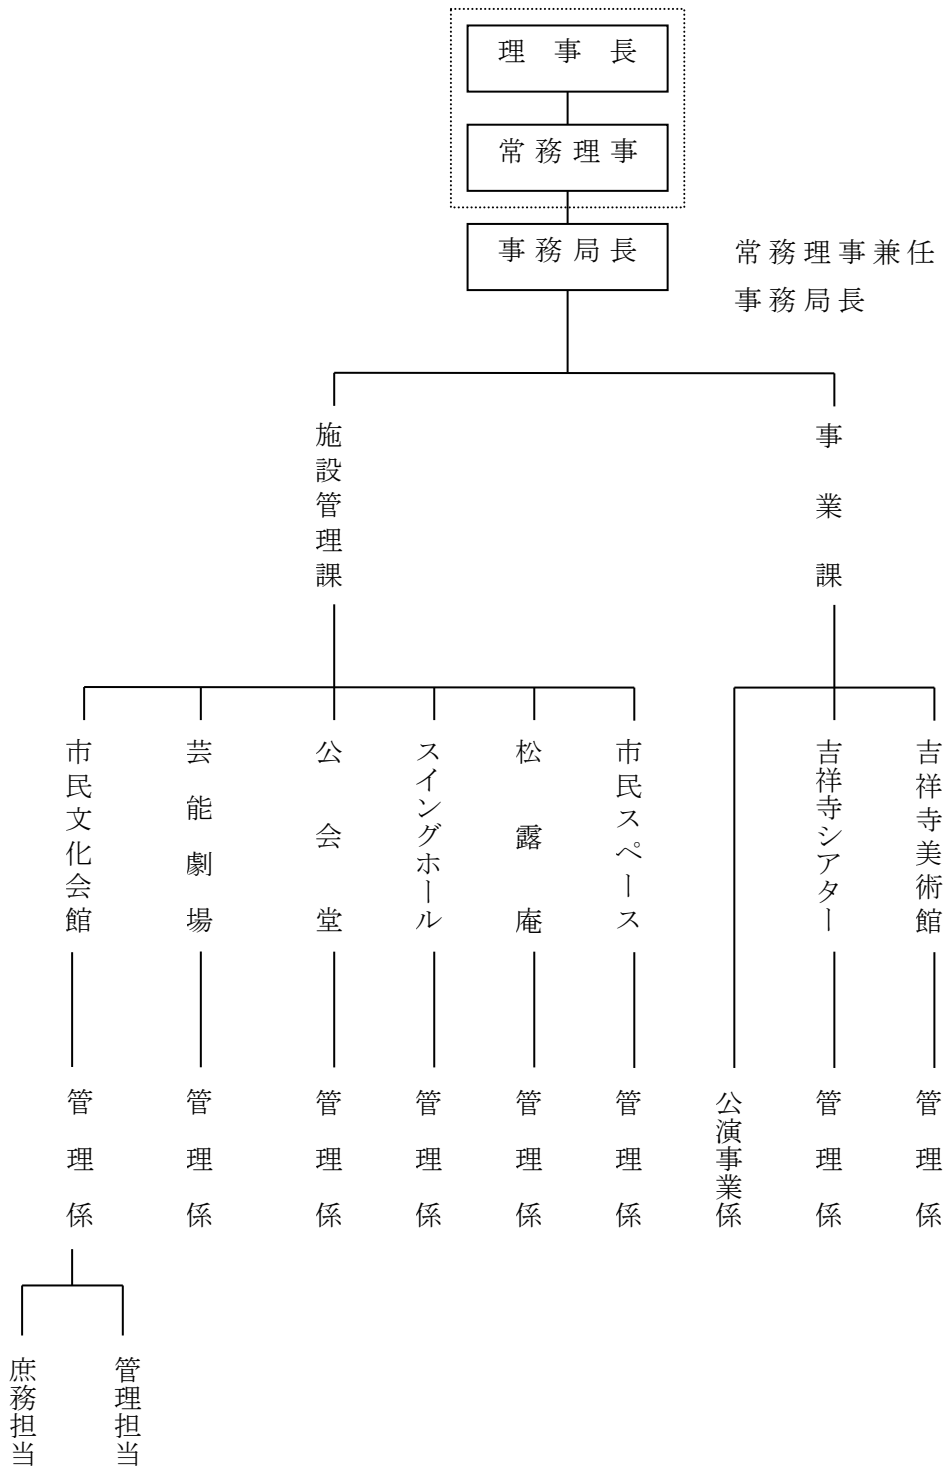 理事長
常務理事
事務局長
常務理事兼任
事務局長
施設管理課
事業課
市民文化会館
芸能劇場
公会堂
スイングホール
松露庵
市民スペース
吉祥寺シアター
吉祥寺美術館
管理係
管理係
管理係
管理係
管理係
管理係
公演事業係
管理係
管理係
庶務担当
管理担当